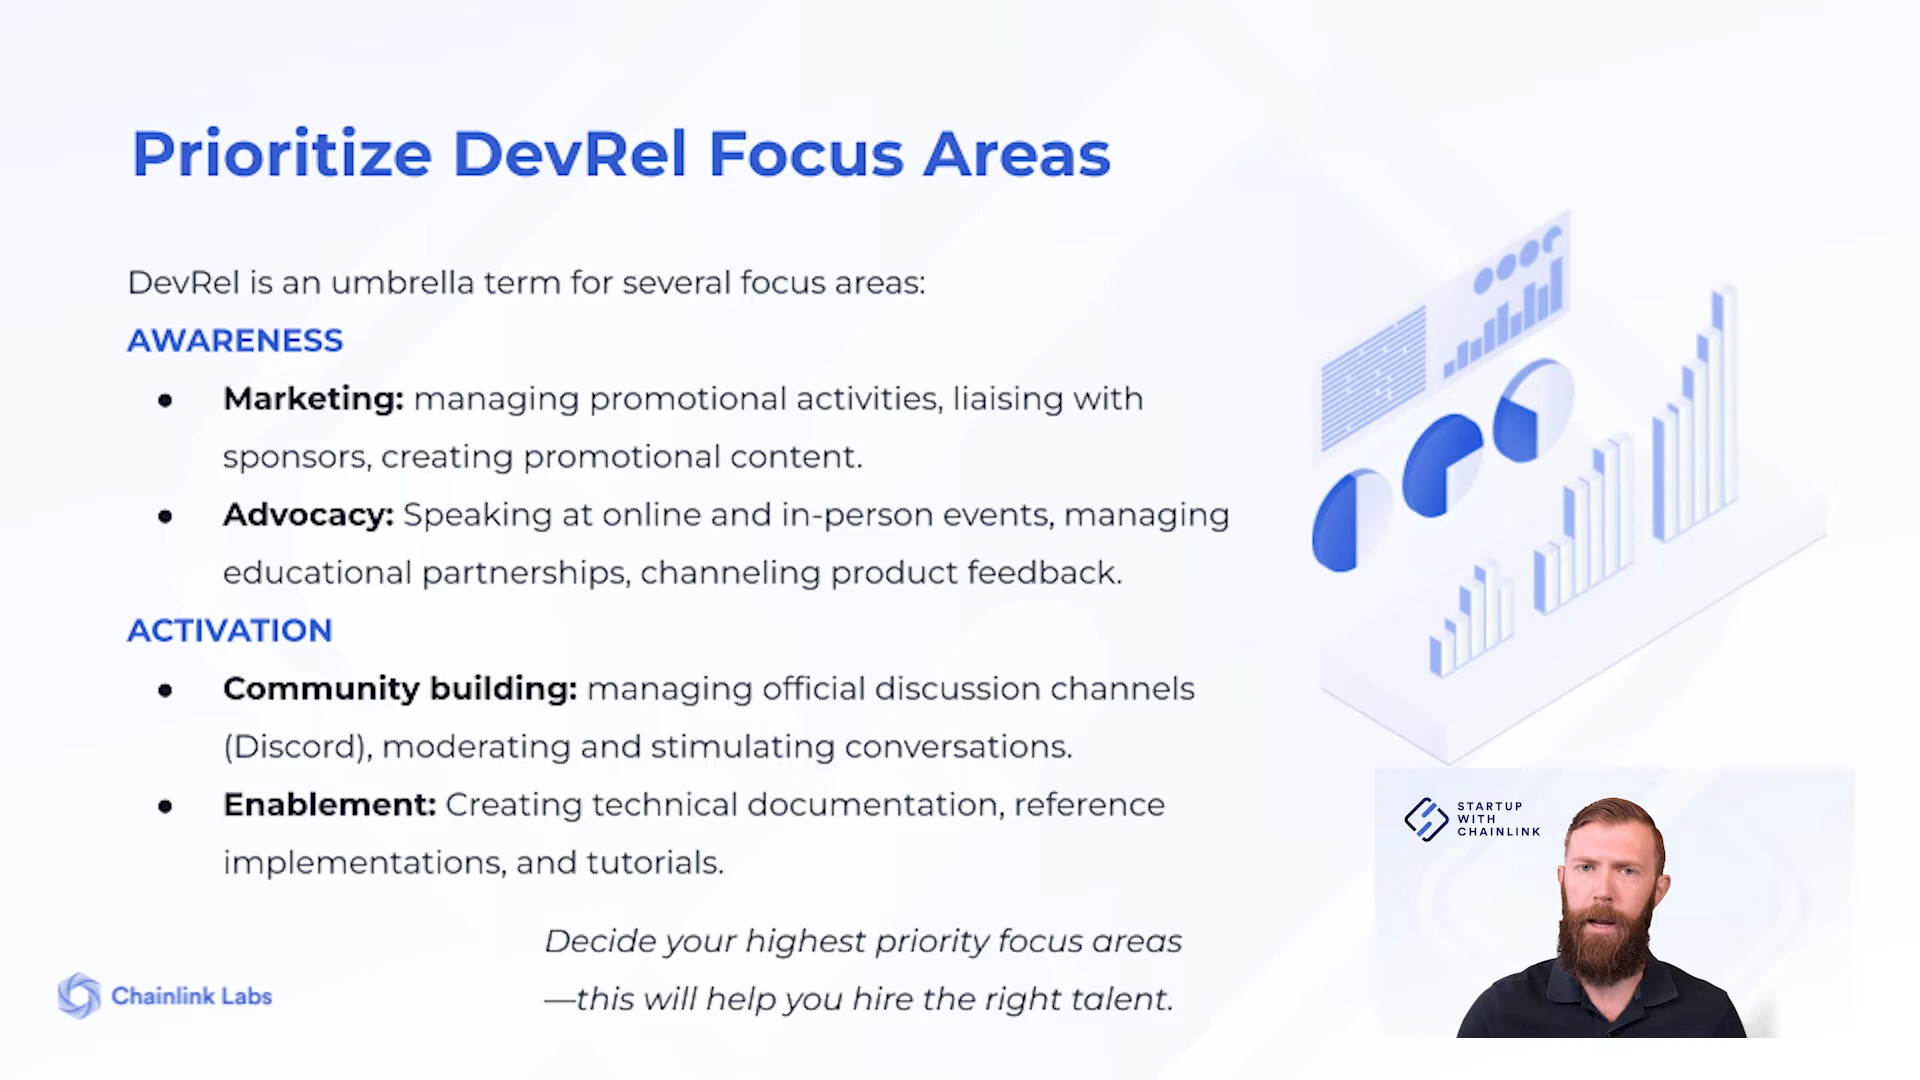 Prioritize DevRel Focus Areas
DevRel is an umbrella term for several focus areas:
AWARENESS
● Marketing: managing promotional activities, liaising with
sponsors, creating promotional content.
● Advocacy: Speaking at online and in-person events, managing
educational partnerships, channeling product feedback.
ACTIVATION
● Community building: managing official discussion channels
(Discord), moderating and stimulating conversations.
● Enablement: Creating technical documentation, reference
implementations, and tutorials.
Decide your highest priority focus areas
—this will help you hire the right talent.
Chainlink Labs
STARTUP
WITH
CHAINLINK